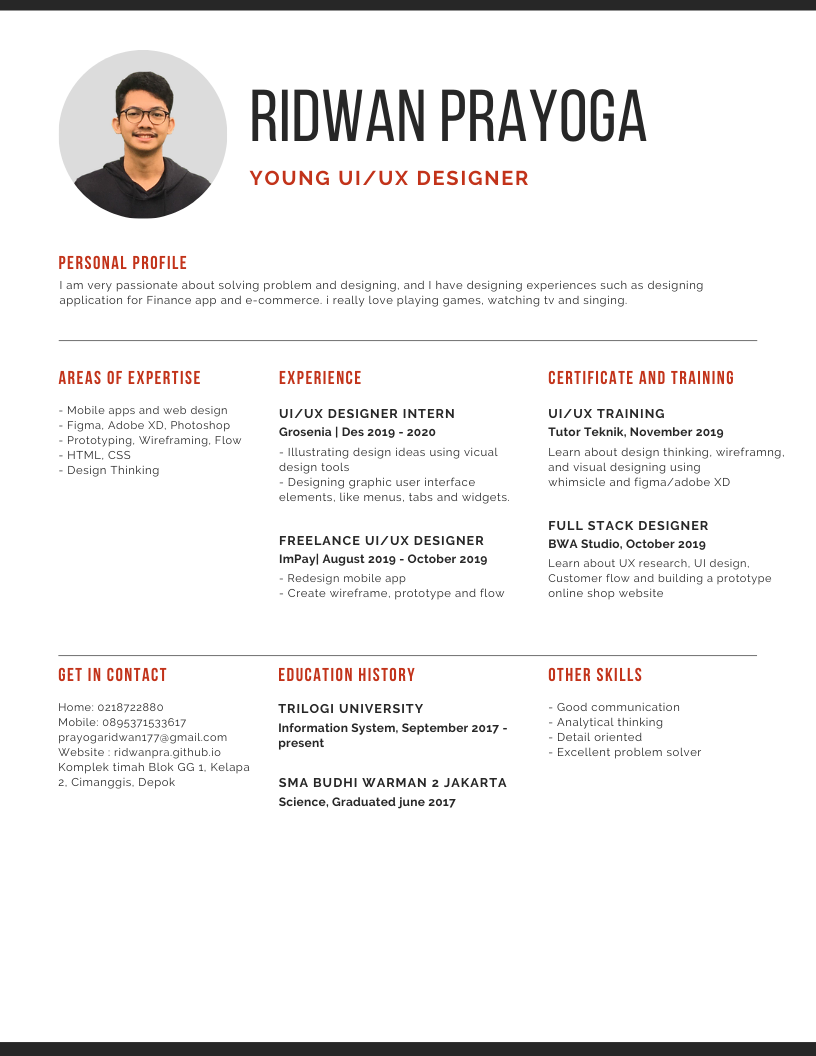 RIDWAN PRAYOGA
YOUNG UI/UX DESIGNER
PERSONAL PROFILE
I am very passionate about solving problem and designing, and I have designing experiences such as designing
application for Finance app and e-commerce. i really love playing games, watching tv and singing.
AREAS OF EXPERTISE
- Mobile apps and web design
- Figma, Adobe XD, Photoshop
- Prototyping, Wireframing, Flow
- HTML, CSS
- Design Thinking
EXPERIENCE
UI/UX DESIGNER INTERN
Grosenia | Des 2019 - 2020
- Illustrating design ideas using vicual
design tools
- Designing graphic user interface
elements, like menus, tabs and widgets.
FREELANCE UI/UX DESIGNER
ImPay| August 2019 - October 2019
- Redesign mobile app
- Create wireframe, prototype and flow
CERTIFICATE AND TRAINING
UI/UX TRAINING
Tutor Teknik, November 2019
Learn about design thinking, wireframng,
and visual designing using
whimsicle and figma/adobe XD
FULL STACK DESIGNER
BWA Studio, October 2019
Learn about UX research, UI design,
Customer flow and building a prototype
online shop website
GET IN CONTACT
Home: 0218722880
Mobile: 0895371533617
prayogaridwan177@gmail.com
Website : ridwanpra.github.io
Komplek timah Blok GG 1, Kelapa
2, Cimanggis, Depok
EDUCATION HISTORY
TRILOGI UNIVERSITY
Information System, September 2017 -
present
SMA BUDHI WARMAN 2 JAKARTA
Science, Graduated june 2017
OTHER SKILLS
- Good communication
- Analytical thinking
- Detail oriented
- Excellent problem solver